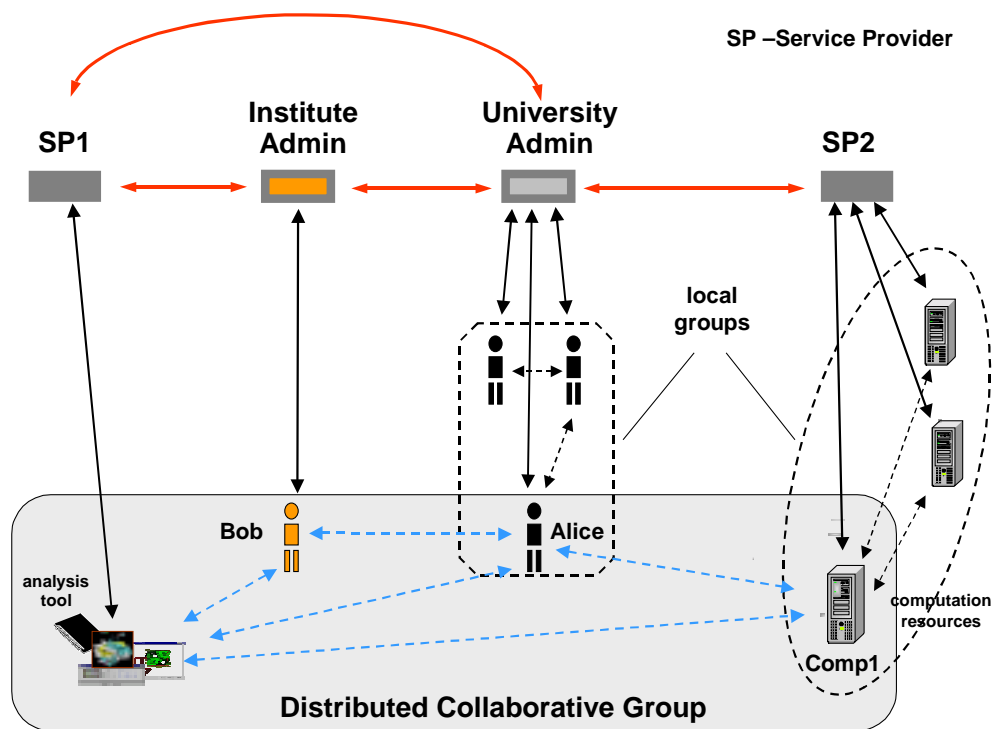 SP –Service Provider
SP1
Institute
Admin
University
Admin
SP2
local
groups
Bob
Alice
analysis
tool
computation
resources
Comp1
Distributed Collaborative Group